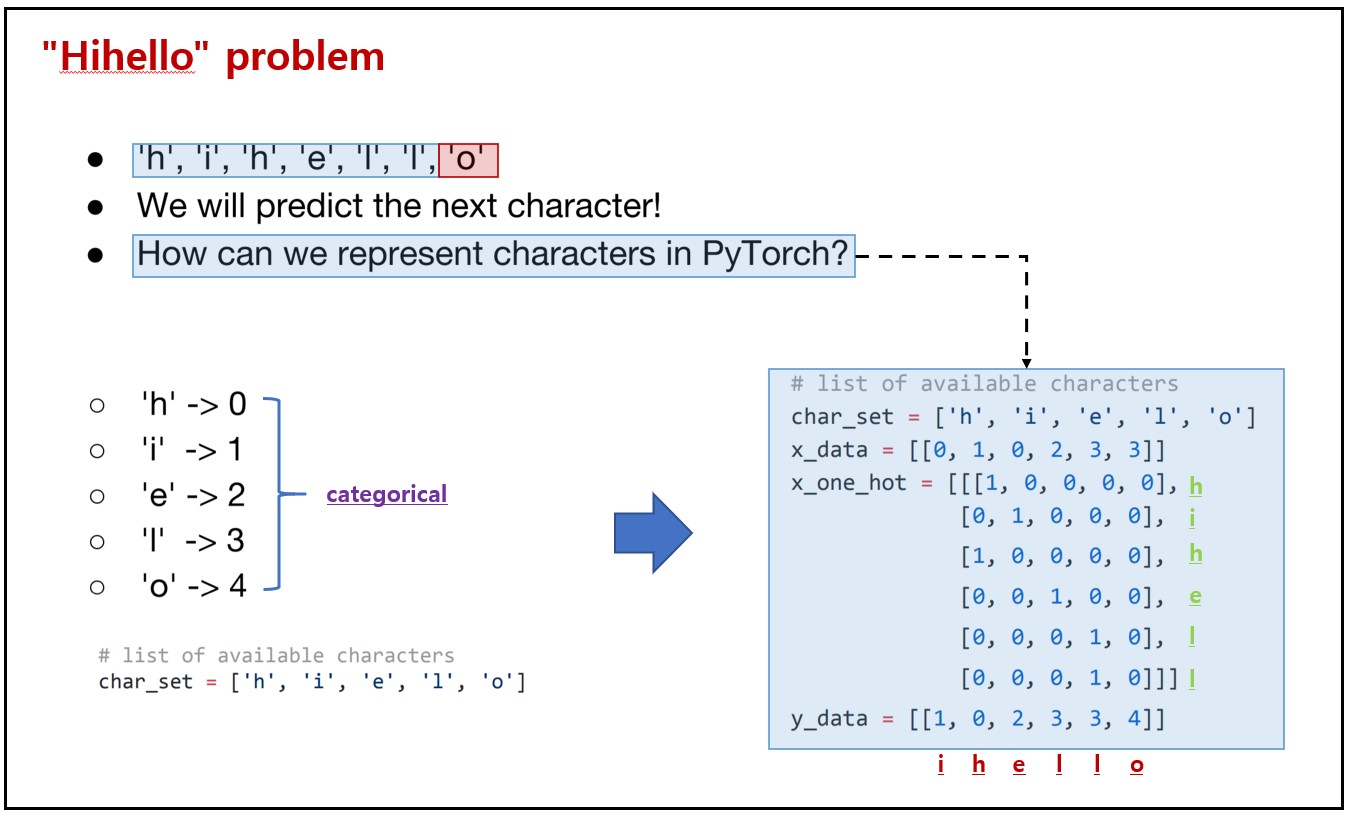 "Hihello" problem
● 'h', 'i', 'h', 'e', 'l', 'l', 'o'
● We will predict the next character!
● How can we represent characters in PyTorch?
○ 'h' -> 0
○ 'i' -> 1
○ 'e' -> 2
○ 'l' -> 3
○ 'o' -> 4
categorical
# list of available characters
char_set = ['h', 'i', 'e', 'l', 'o']
# list of available characters
char_set = ['h', 'i', 'e', 'l', 'o']
x_data = [[0, 1, 0, 2, 3, 3]]
x_one_hot = [[[1, 0, 0, 0, 0], h
[0, 1, 0, 0, 0], i
[1, 0, 0, 0, 0], h
[0, 0, 1, 0, 0], e
[0, 0, 0, 1, 0], l
[0, 0, 0, 1, 0]]] l
y_data = [[1, 0, 2, 3, 3, 4]]
i h e l l o